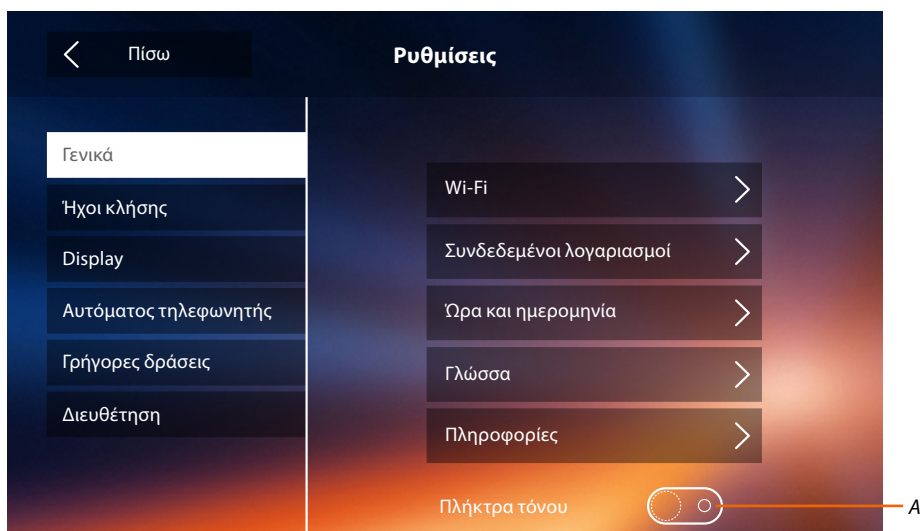 Πίσω
Ρυθμίσεις
Γενικά
Ήχοι κλήσης
Display
Αυτόματος τηλεφωνητής
Γρήγορες δράσεις
Διευθέτηση
Wi-Fi
Συνδεδεμένοι λογαριασμοί
Ώρα και ημερομηνία
Γλώσσα
Πληροφορίες
Πλήκτρα τόνου
A